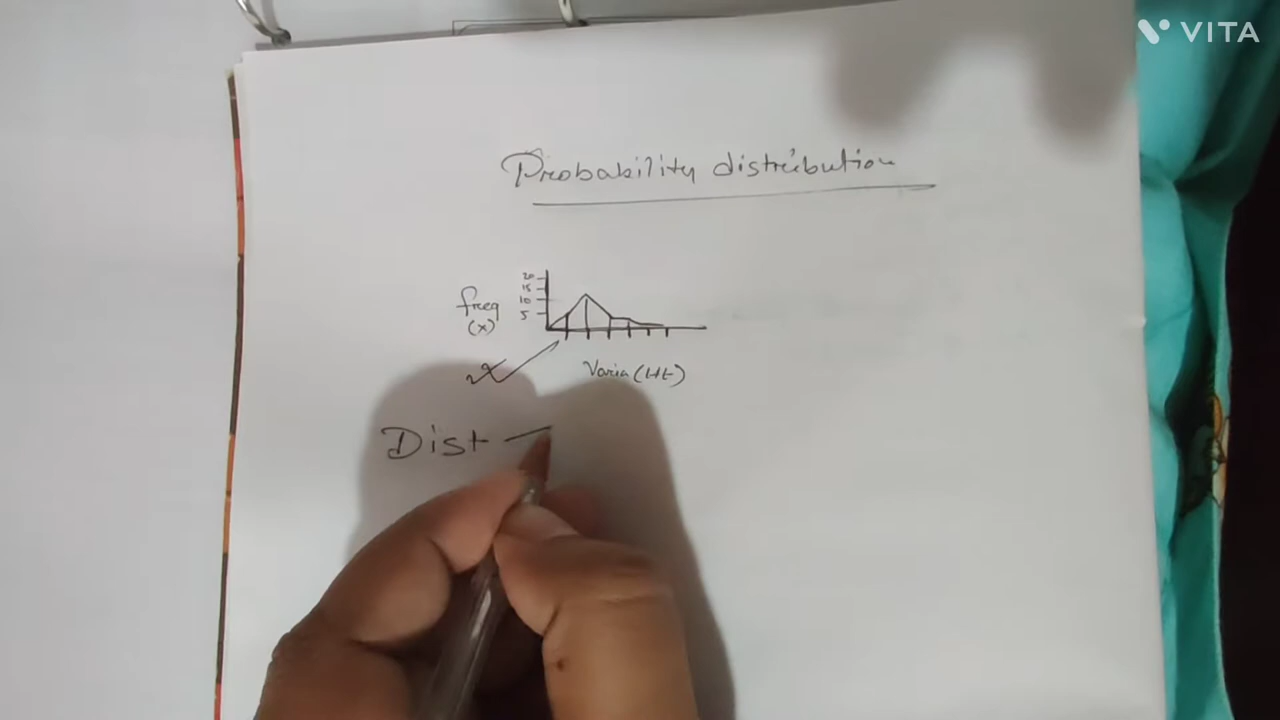 VITA
Probability distribution
20
15
freq 10
(x) 5
Varia(Ht)
Dist